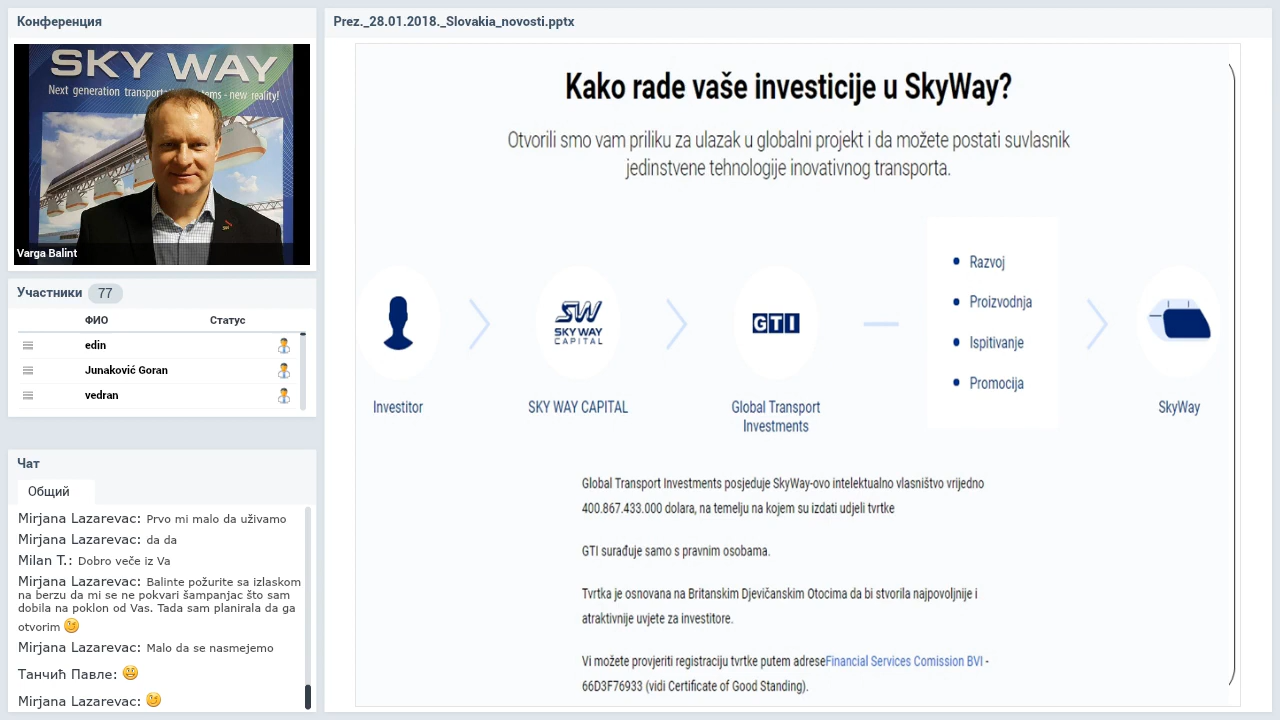 Конференция
SKY WAY
Next generation
new reality!
Varga Balint
Участники 77
ФИО Статус
edin
Junaković Goran
vedran
Чат
Общий
Mirjana Lazarevac: Prvo mi malo da uživamo
Mirjana Lazarevac: da da
Milan T.: Dobro veče iz Va
Mirjana Lazarevac: Balinte požurite sa izlaskom
na berzu da mi se ne pokvari šampanjac što sam
dobila na poklon od Vas. Tada sam planirala da ga
otvorim
Mirjana Lazarevac: Malo da se nasmejemo
Танчић Павле:
Mirjana Lazarevac:
Prez._28.01.2018._Slovakia_novosti.pptx
Kako rade vaše investicije u SkyWay?
Otvorili smo vam priliku za ulazak u globalni projekt i da možete postati suvlasnik
jedinstvene tehnologije inovativnog transporta.
SW
SKY WAY
CAPITAL
GTI
Razvoj
Proizvodnja
Ispitivanje
Promocija
Investitor
SKY WAY CAPITAL
Global Transport
Investments
SkyWay
Global Transport Investments posjeduje SkyWay-ovo intelektualno vlasništvo vrijedno
400.867.433.000 dolara, na temelju na kojem su izdati udjeli tvrtke
GTI surađuje samo s pravnim osobama.
Tvrtka je osnovana na Britanskim Djevičanskim Otocima da bi stvorila najpovoljnije i
atraktivnije uvjete za investitore.
Vi možete provjeriti registraciju tvrtke putem adreseFinancial Services Comission BVI -
66D3F76933 (vidi Certificate of Good Standing).